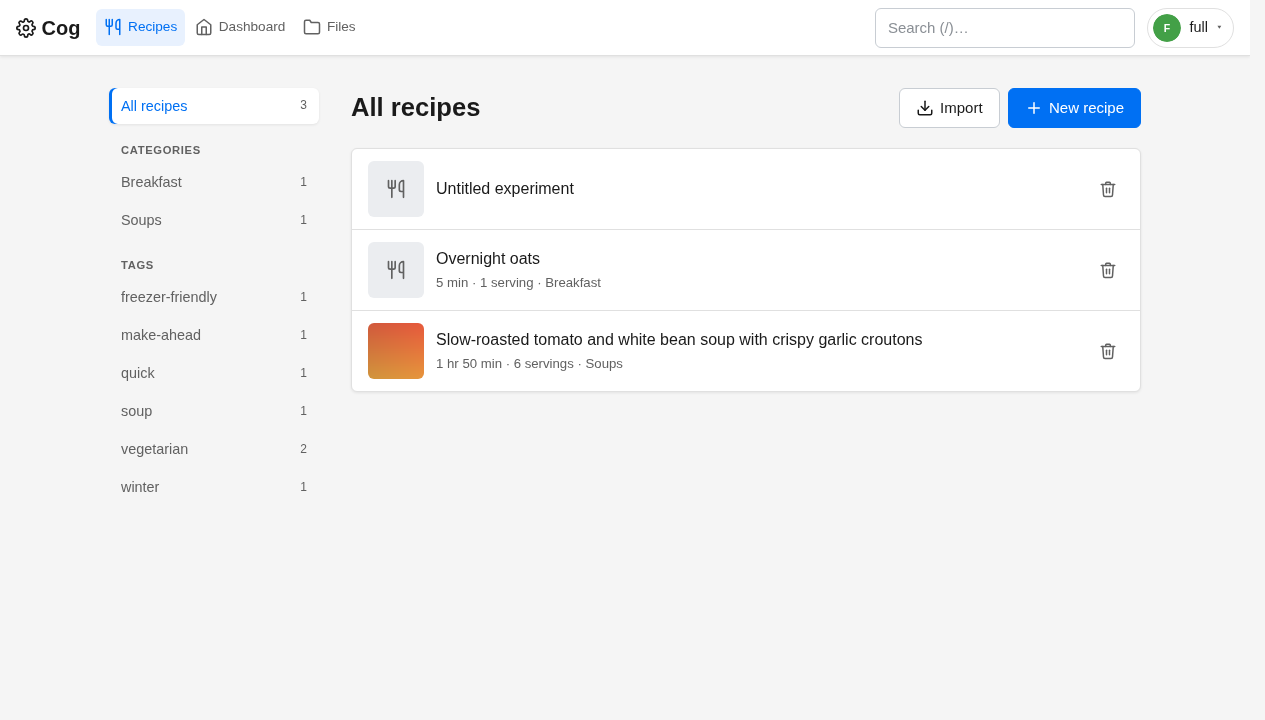 Cog
Recipes
Dashboard
Files
Search (/)…
F
full
All recipes 3
CATEGORIES
Breakfast 1
Soups 1
TAGS
freezer-friendly 1
make-ahead 1
quick 1
soup 1
vegetarian 2
winter 1
All recipes
Import
New recipe
Untitled experiment
Overnight oats
5 min · 1 serving · Breakfast
Slow-roasted tomato and white bean soup with crispy garlic croutons
1 hr 50 min · 6 servings · Soups